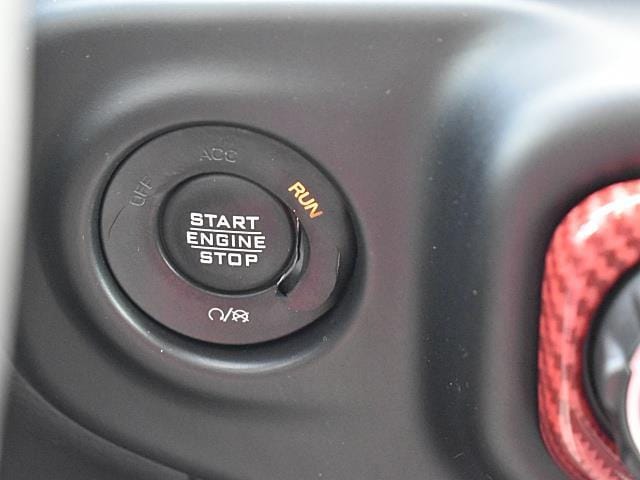 OFF
ACC
RUN
START
ENGINE
STOP